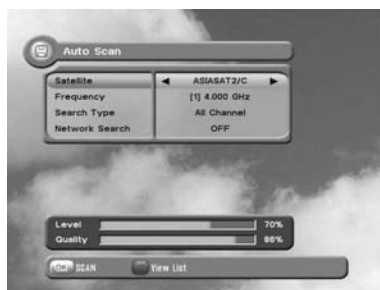 Auto Scan
Satellite ◀ ASIASAT2/C ▶
Frequency [1] 4.000 GHz
Search Type All Channel
Network Search OFF
Level 70%
Quality 86%
OK SCAN View List